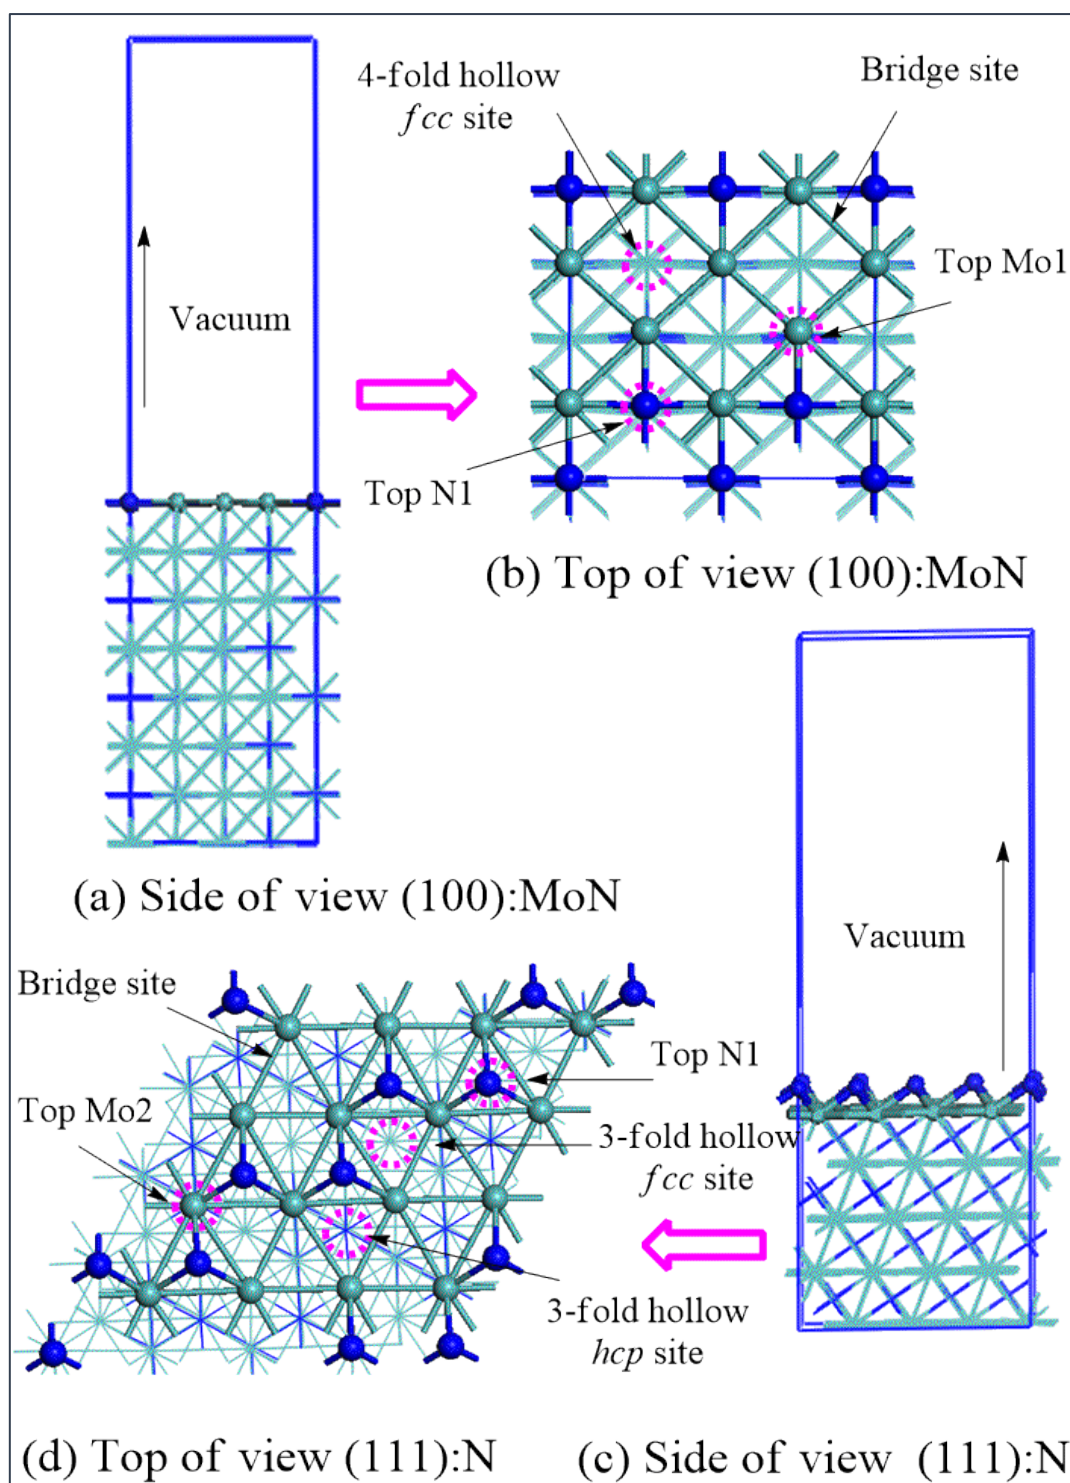 4-fold hollow
fcc site
Bridge site
Vacuum
Top Mo1
Top N1
(b) Top of view (100):MoN
(a) Side of view (100):MoN
Vacuum
Bridge site
Top N1
Top Mo2
3-fold hollow
fcc site
3-fold hollow
hcp site
(d) Top of view (111):N
(c) Side of view (111):N